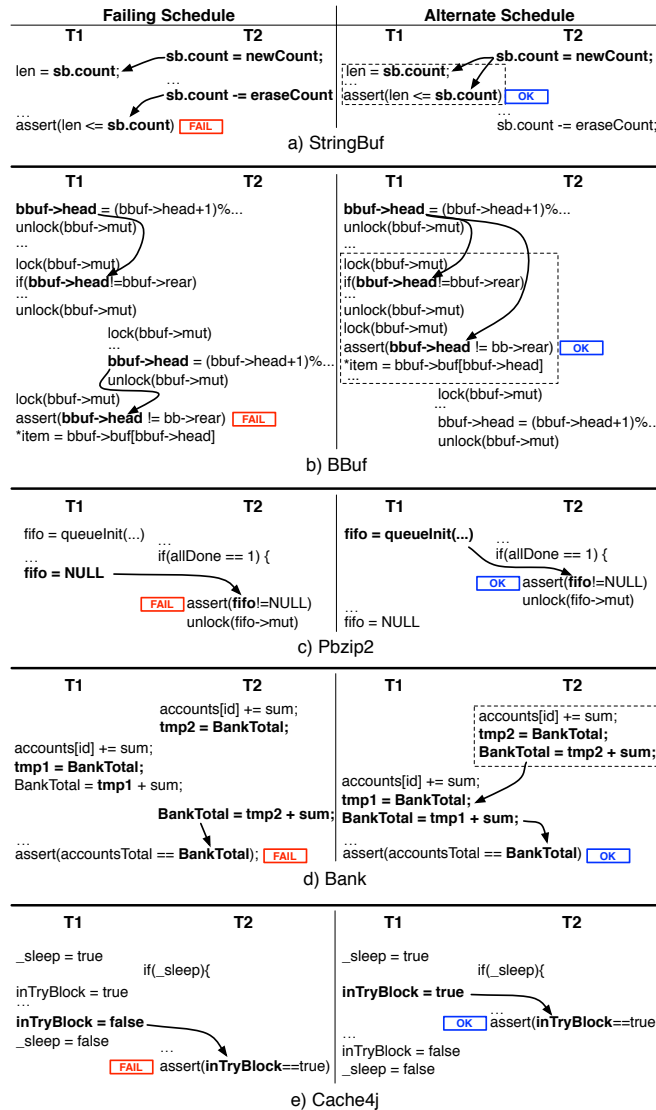 Failing Schedule
Alternate Schedule
T1 T2
sb.count = newCount;
len = sb.count;
...
sb.count -= eraseCount
...
assert(len <= sb.count) FAIL
T1 T2
sb.count = newCount;
len = sb.count;
...
assert(len <= sb.count) OK
...
sb.count -= eraseCount;
a) StringBuf
T1 T2
bbuf->head = (bbuf->head+1)%...
unlock(bbuf->mut)
...
lock(bbuf->mut)
if(bbuf->head!=bbuf->rear)
...
unlock(bbuf->mut)
lock(bbuf->mut)
...
bbuf->head = (bbuf->head+1)%...
unlock(bbuf->mut)
lock(bbuf->mut)
assert(bbuf->head != bb->rear) FAIL
*item = bbuf->buf[bbuf->head]
T1 T2
bbuf->head = (bbuf->head+1)%...
unlock(bbuf->mut)
...
lock(bbuf->mut)
if(bbuf->head!=bbuf->rear)
...
unlock(bbuf->mut)
lock(bbuf->mut)
assert(bbuf->head != bb->rear) OK
*item = bbuf->buf[bbuf->head]
...
lock(bbuf->mut)
...
bbuf->head = (bbuf->head+1)%...
unlock(bbuf->mut)
b) BBuf
T1 T2
fifo = queueInit(...)
...
if(allDone == 1) {
...
fifo = NULL
FAIL assert(fifo!=NULL)
unlock(fifo->mut)
T1 T2
fifo = queueInit(...)
...
if(allDone == 1) {
OK assert(fifo!=NULL)
unlock(fifo->mut)
...
fifo = NULL
c) Pbzip2
T1 T2
accounts[id] += sum;
tmp2 = BankTotal;
accounts[id] += sum;
tmp1 = BankTotal;
BankTotal = tmp1 + sum;
BankTotal = tmp2 + sum;
...
assert(accountsTotal == BankTotal); FAIL
T1 T2
accounts[id] += sum;
tmp2 = BankTotal;
BankTotal = tmp2 + sum;
accounts[id] += sum;
tmp1 = BankTotal;
BankTotal = tmp1 + sum;
...
assert(accountsTotal == BankTotal) OK
d) Bank
T1 T2
_sleep = true
if(_sleep){
inTryBlock = true
...
inTryBlock = false
_sleep = false
...
FAIL assert(inTryBlock==true)
T1 T2
_sleep = true
if(_sleep){
inTryBlock = true
...
OK assert(inTryBlock==true
...
inTryBlock = false
_sleep = false
e) Cache4j